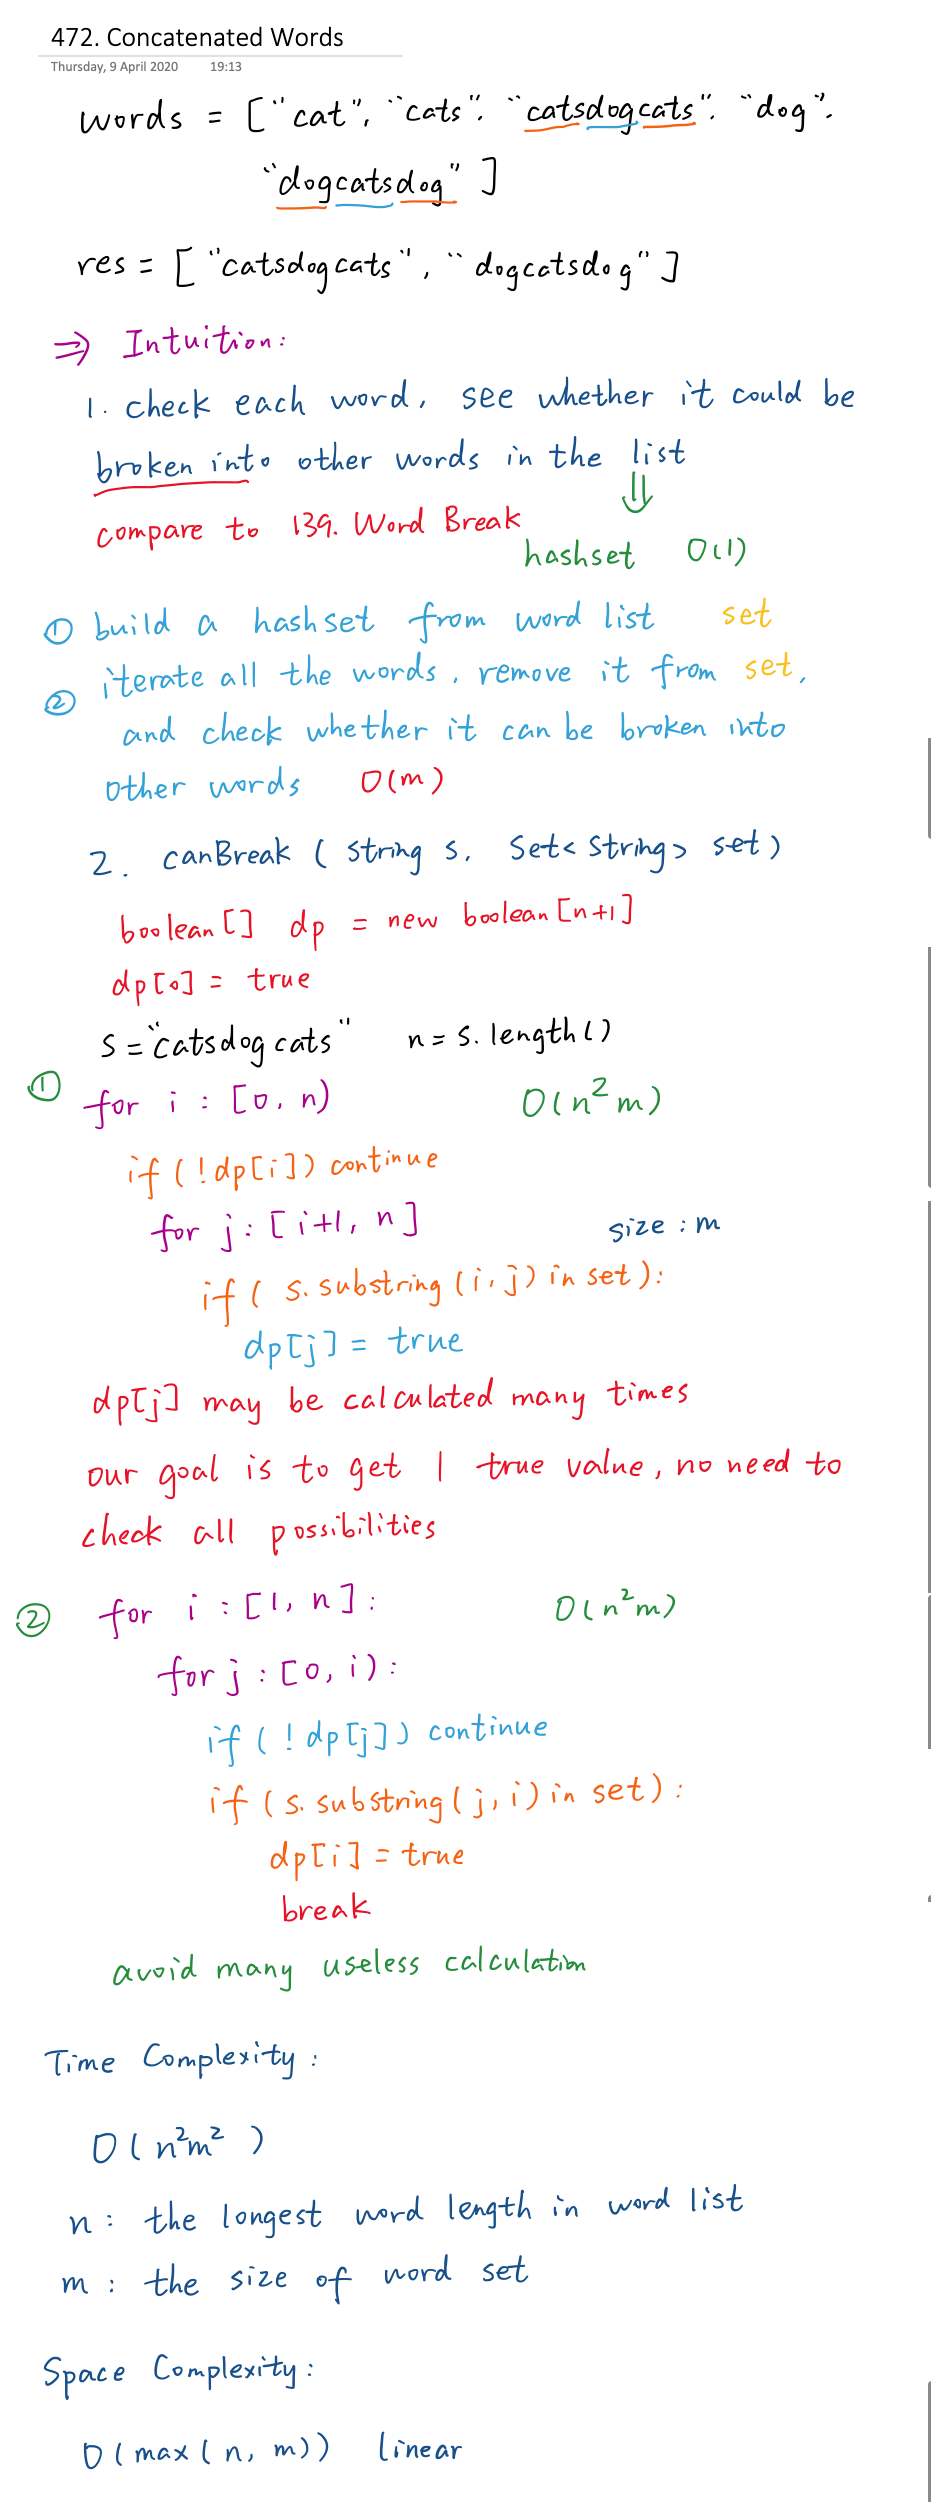 472. Concatenated Words
Thursday, 9 April 2020 19:13
words = ["cat", "cats", "catsdogcats", "dog",
"dogcatsdog"]
res = ["catsdogcats", "dogcatsdog"]
⇒ Intuition:
1. check each word, see whether it could be
broken into other words in the list
compare to 139. Word Break
⇓
hashset O(1)
① build a hashset from word list set
② iterate all the words, remove it from set,
and check whether it can be broken into
other words O(m)
2. canBreak ( string s, Set< String> set)
boolean[] dp = new boolean[n+1]
dp[0] = true
s = "catsdogcats" n = s.length()
① for i : [0, n) O(n²m)
if (!dp[i]) continue
for j : [i+1, n] size : m
if ( s.substring (i, j) in set ):
dp[j] = true
dp[j] may be calculated many times
our goal is to get 1 true value, no need to
check all possibilities
② for i : [1, n] : O(n²m)
for j : [0, i) :
if ( ! dp[j]) continue
if (s.substring(j, i) in set) :
dp[i] = true
break
avoid many useless calculation
Time Complexity :
O( n²m² )
n : the longest word length in word list
m : the size of word set
Space Complexity :
O(max(n, m)) linear